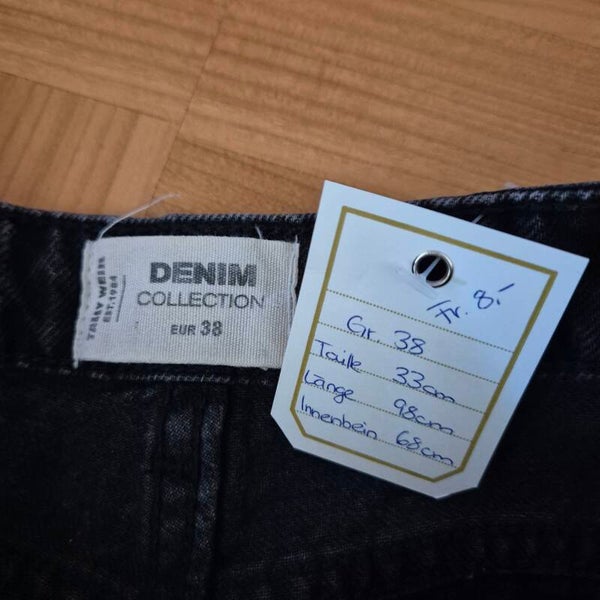 TALLY WEIJL
EST. 1984
DENIM
COLLECTION
EUR 38
Fr. 8.-
Gr. 38
Taille 33cm
Länge 98cm
Innenbein 68cm